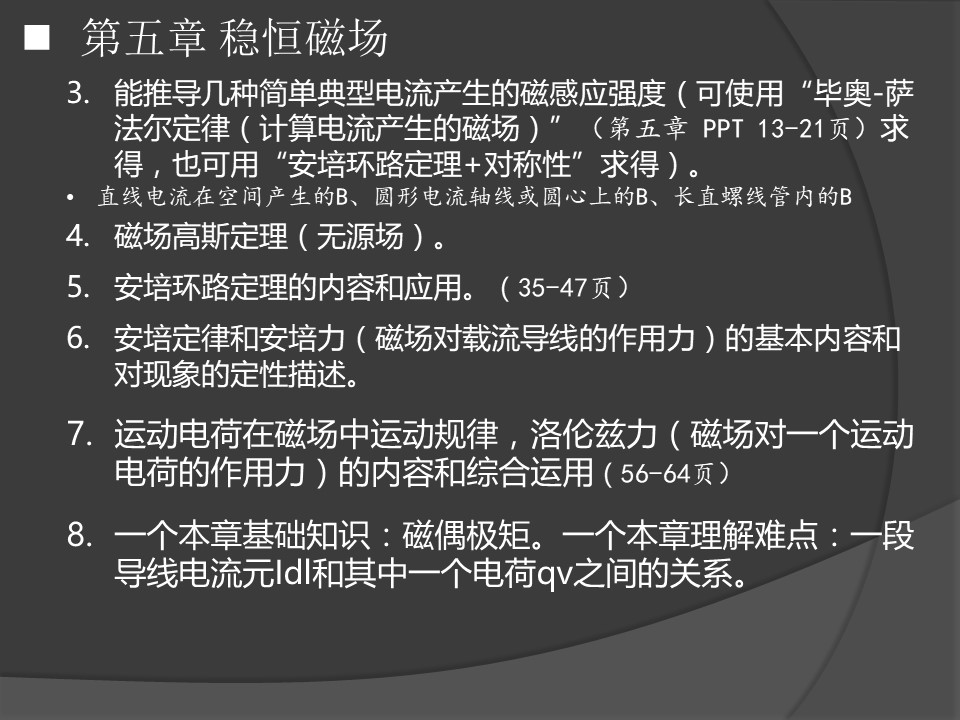 ■ 第五章 稳恒磁场
3. 能推导几种简单典型电流产生的磁感应强度（可使用“毕奥-萨
法尔定律（计算电流产生的磁场）”（第五章 PPT 13-21页）求
得，也可用“安培环路定理+对称性”求得）。
• 直线电流在空间产生的B、圆形电流轴线或圆心上的B、长直螺线管内的B
4. 磁场高斯定理（无源场）。
5. 安培环路定理的内容和应用。（35-47页）
6. 安培定律和安培力（磁场对载流导线的作用力）的基本内容和
对现象的定性描述。
7. 运动电荷在磁场中运动规律，洛伦兹力（磁场对一个运动
电荷的作用力）的内容和综合运用（56-64页）
8. 一个本章基础知识：磁偶极矩。一个本章理解难点：一段
导线电流元Idl和其中一个电荷qv之间的关系。